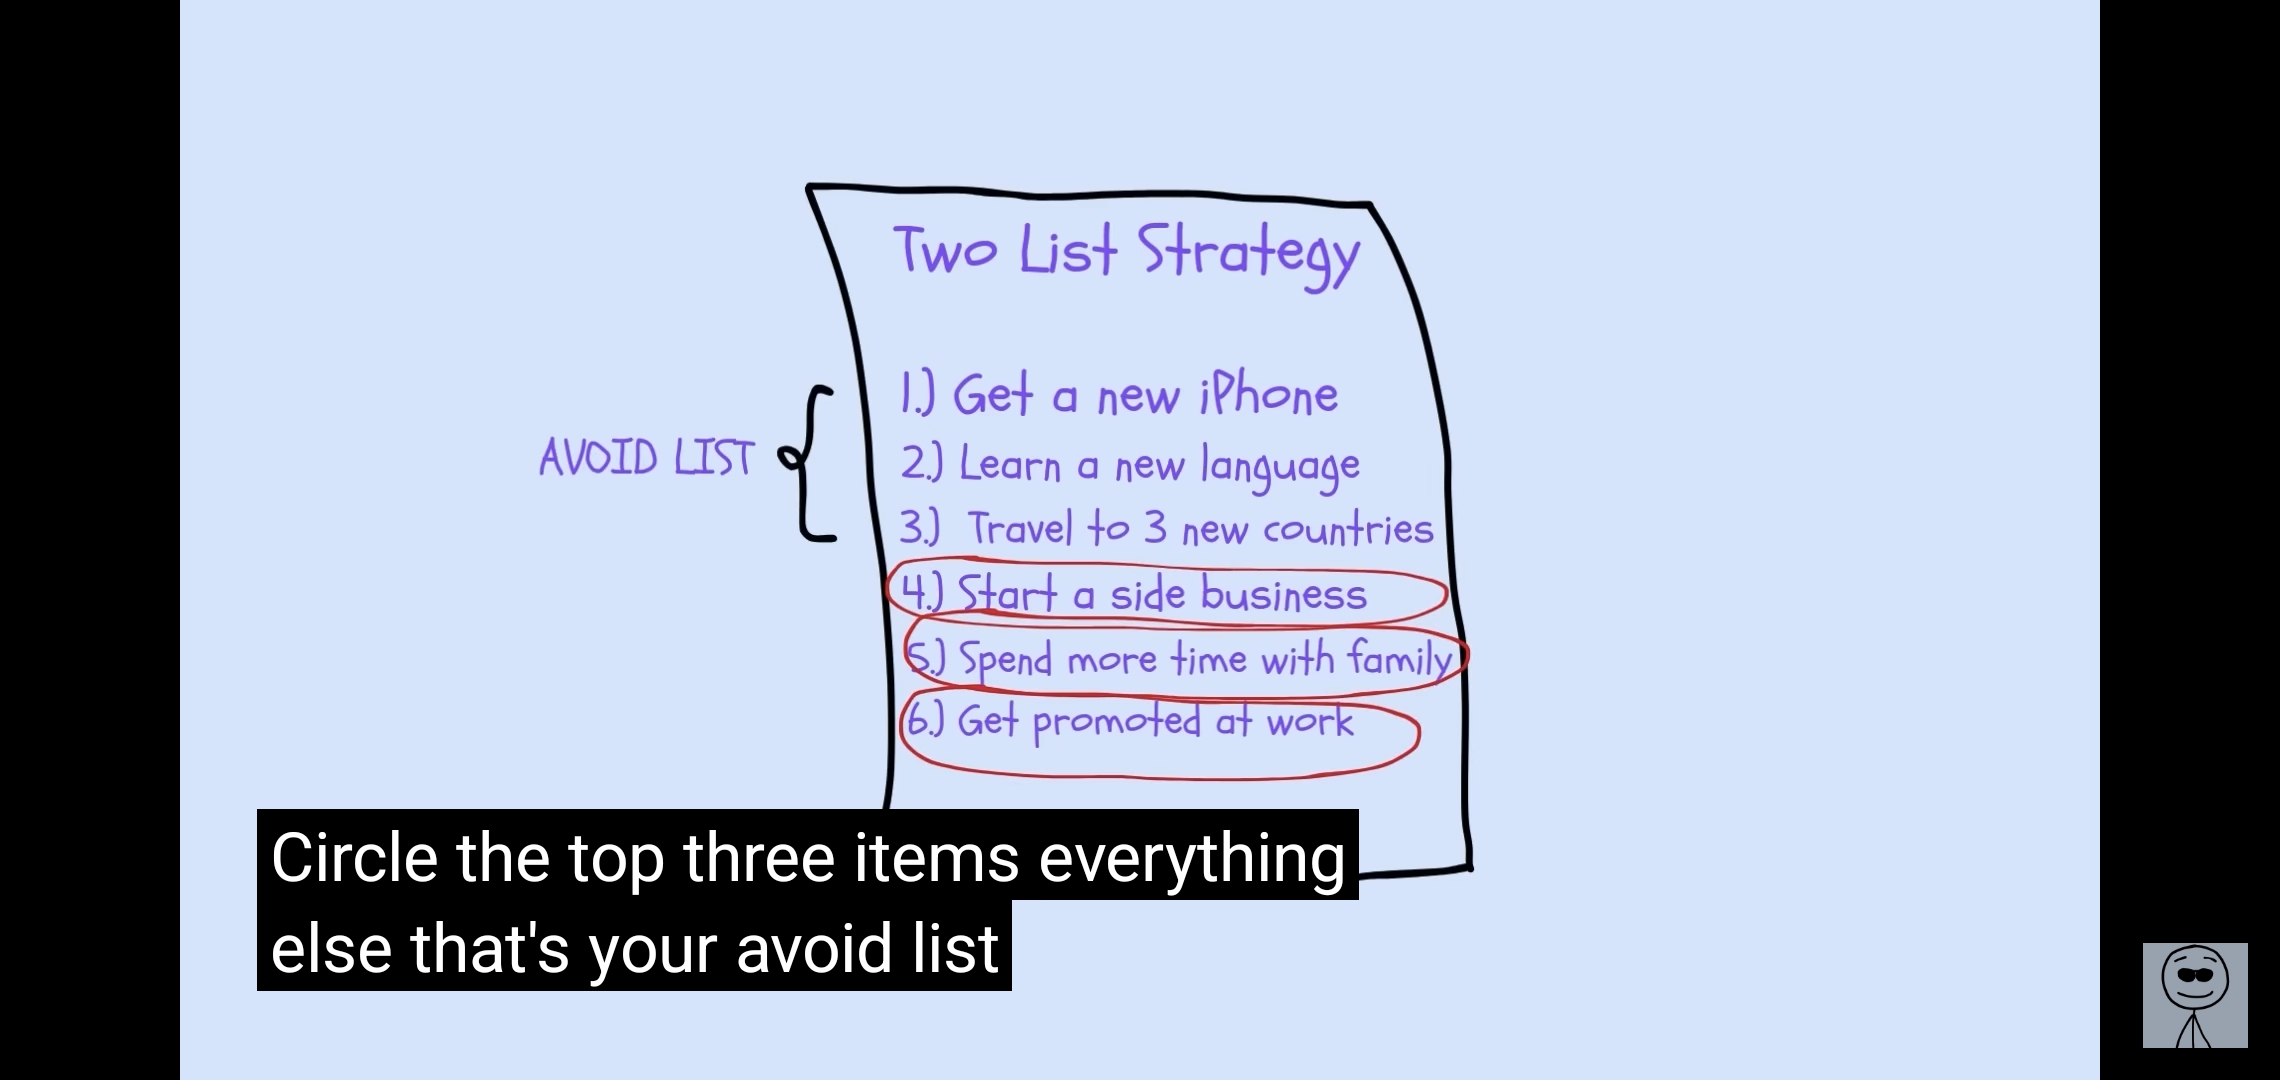 Two List Strategy
1.) Get a new iPhone
2.) Learn a new language
AVOID LIST
3.) Travel to 3 new countries
4.) Start a side business
5.) Spend more time with family
6.) Get promoted at work
Circle the top three items everything
else that's your avoid list